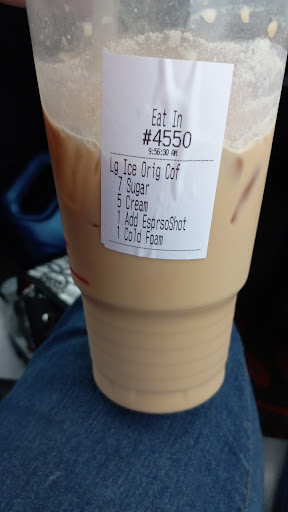 Eat In
#4550
9:56:30 AM
Lg Ice Orig Cof
7 Sugar
5 Cream
1 Add EsprsoShot
1 Cold Foam